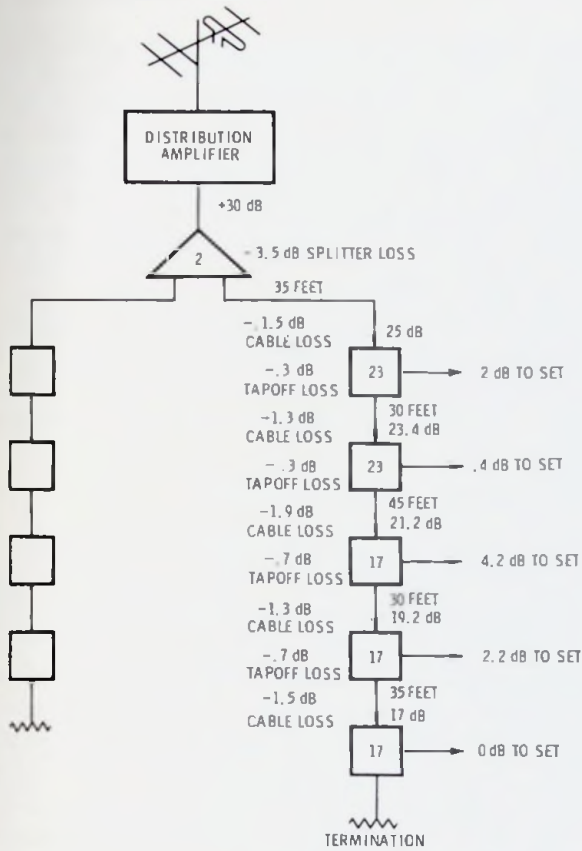 DISTRIBUTION
AMPLIFIER
+30 dB
2
-3.5 dB SPLITTER LOSS
35 FEET
-1.5 dB
CABLE LOSS
25 dB
-.3 dB
TAPOFF LOSS
23
2 dB TO SET
-1.3 dB
CABLE LOSS
30 FEET
23.4 dB
-.3 dB
TAPOFF LOSS
23
.4 dB TO SET
-1.9 dB
CABLE LOSS
45 FEET
21.2 dB
-.7 dB
TAPOFF LOSS
17
4.2 dB TO SET
-1.3 dB
CABLE LOSS
30 FEET
19.2 dB
-.7 dB
TAPOFF LOSS
17
2.2 dB TO SET
-1.5 dB
CABLE LOSS
35 FEET
17 dB
17
0 dB TO SET
TERMINATION